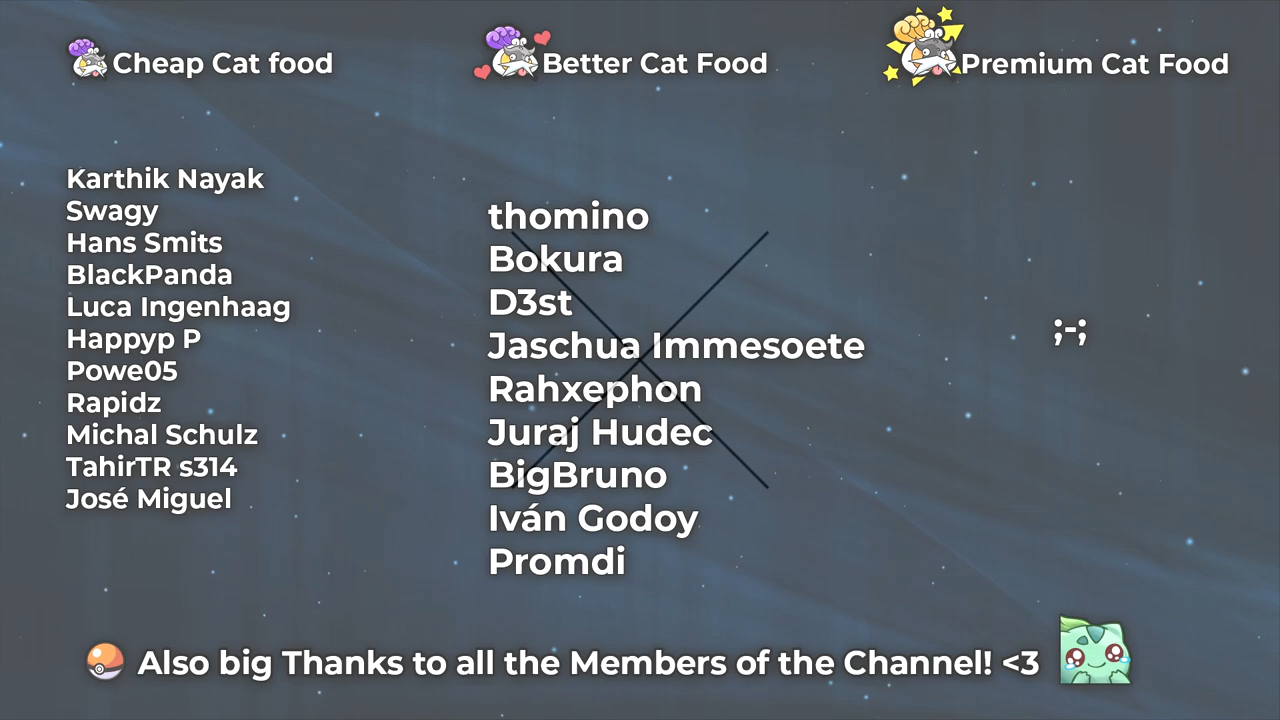 Cheap Cat food
Better Cat Food
Premium Cat Food
Karthik Nayak
Swagy
Hans Smits
BlackPanda
Luca Ingenhaag
Happyp P
Powe05
Rapidz
Michal Schulz
TahirTR s314
José Miguel
thomino
Bokura
D3st
Jaschua Immesoete
Rahxephon
Juraj Hudec
BigBruno
Iván Godoy
Promdi
;-;
Also big Thanks to all the Members of the Channel! <3